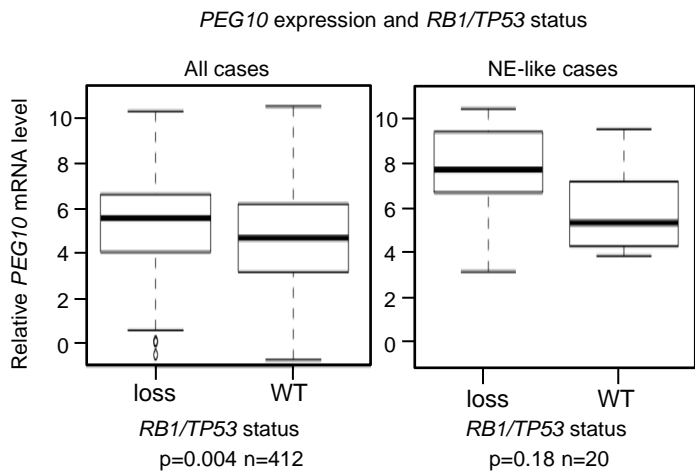 PEG10 expression and RB1/TP53 status
All cases
NE-like cases
Relative PEG10 mRNA level
10
8
6
4
2
0
10
8
6
4
2
0
loss
WT
loss
WT
RB1/TP53 status
RB1/TP53 status
p=0.004 n=412
p=0.18 n=20